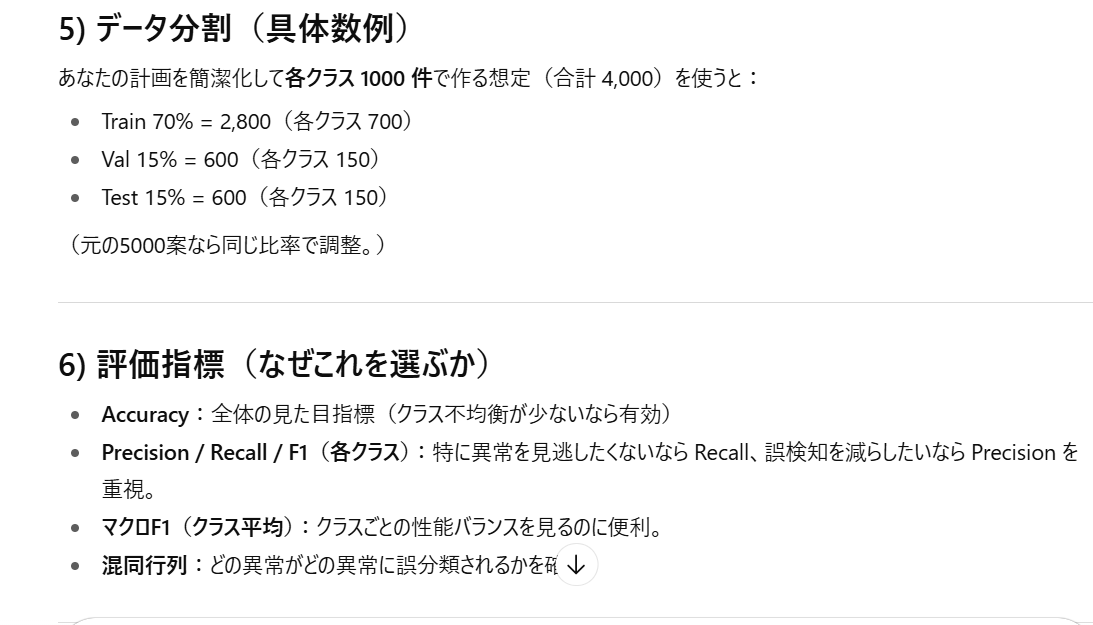 5) データ分割（具体数例）
あなたの計画を簡潔化して各クラス 1000 件で作る想定（合計 4,000）を使うと：
• Train 70% = 2,800（各クラス 700）
• Val 15% = 600（各クラス 150）
• Test 15% = 600（各クラス 150）
（元の5000案なら同じ比率で調整。）
6) 評価指標（なぜこれを選ぶか）
• Accuracy：全体の見た目指標（クラス不均衡が少ないなら有効）
• Precision / Recall / F1（各クラス）：特に異常を見逃したくないなら Recall、誤検知を減らしたいなら Precision を
重視。
• マクロF1（クラス平均）：クラスごとの性能バランスを見るのに便利。
• 混同行列：どの異常がどの異常に誤分類されるかを